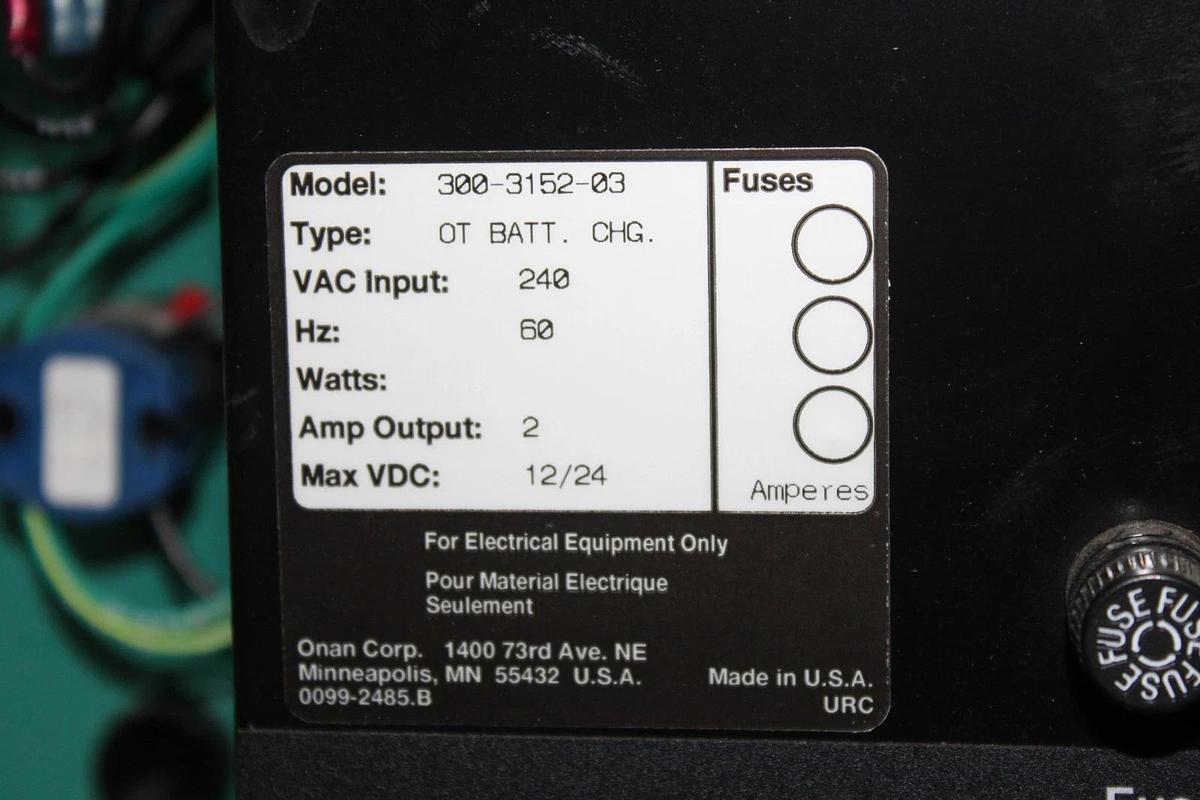 Model: 300-3152-03
Type: OT BATT. CHG.
VAC Input: 240
Hz: 60
Watts:
Amp Output: 2
Max VDC: 12/24
Fuses
Amperes
For Electrical Equipment Only
Pour Material Electrique
Seulement
Onan Corp. 1400 73rd Ave. NE
Minneapolis, MN 55432 U.S.A.
0099-2485.B
Made in U.S.A.
URC
FUSE FUSE FUSE